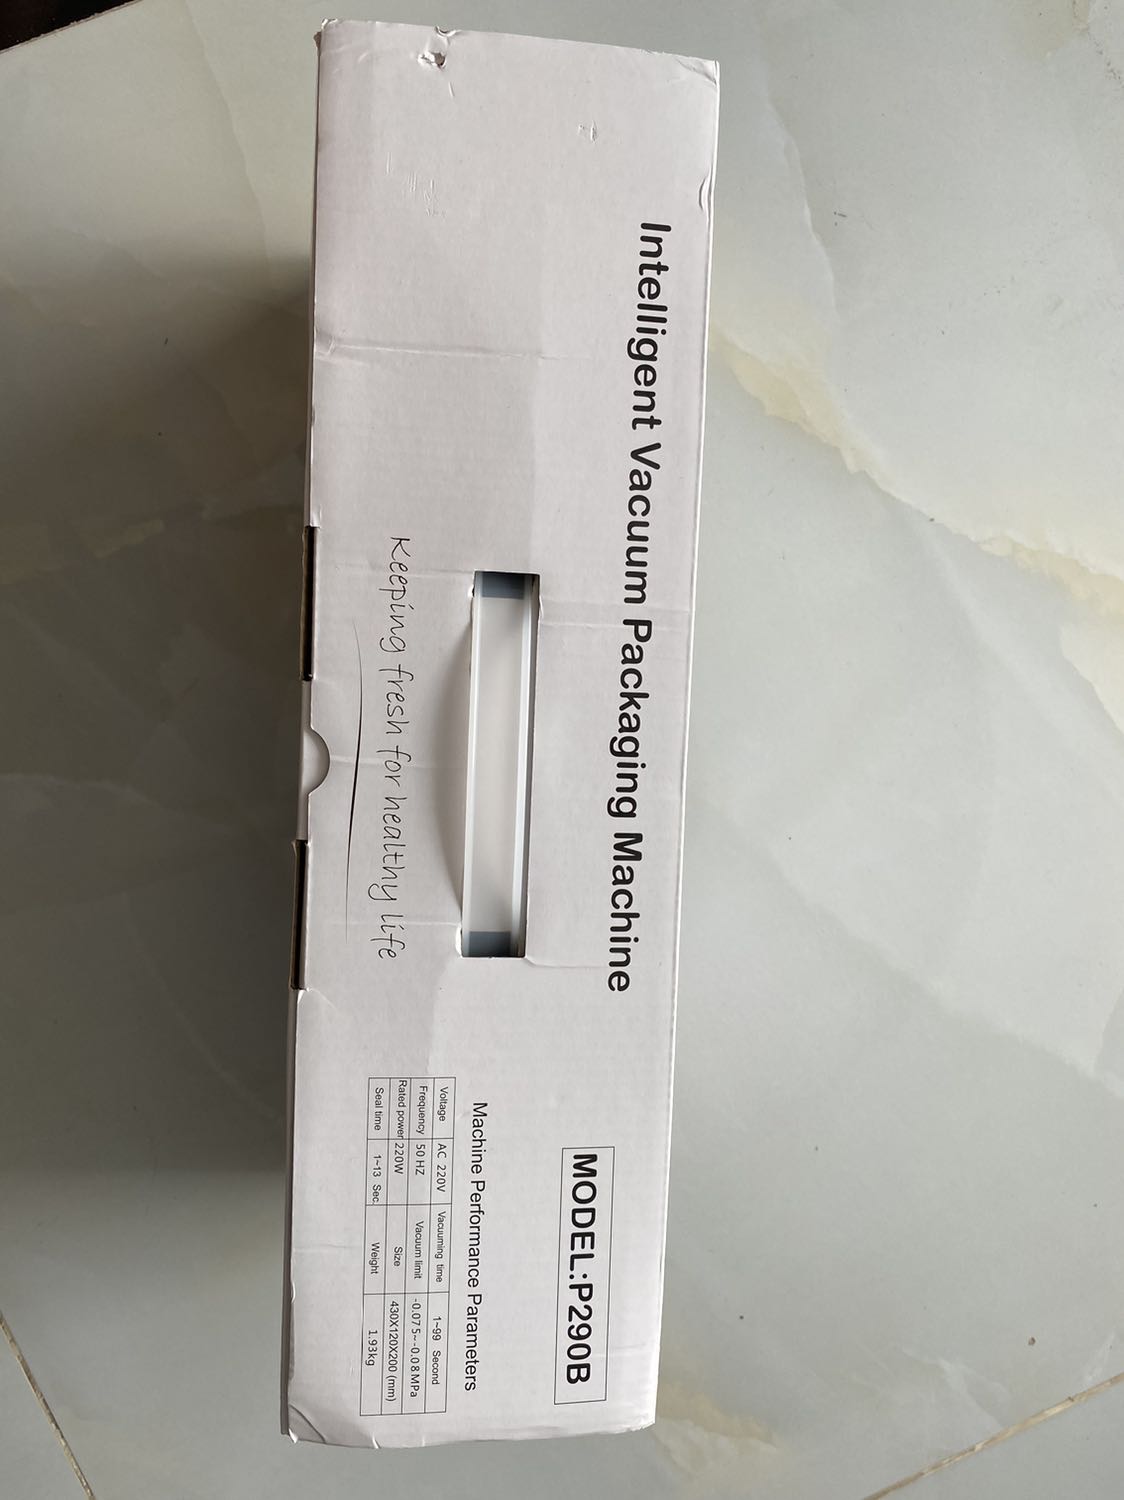 Intelligent Vacuum Packaging Machine
Keeping fresh for healthy life
MODEL:P290B
Machine Performance Parameters
Voltage AC 220V Vacuuming time 1~99 Second
Frequency 50 HZ Vacuum limit -0.075~-0.08MPa
Rated power 220W Size 430X120X200 (mm)
Seal time 1~13 Sec. Weight 1.93kg